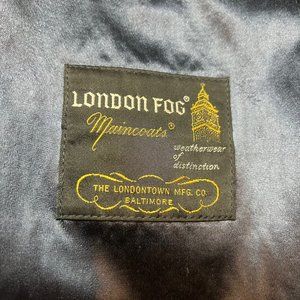 LONDON FOG®
Maincoats®
weatherwear
of
distinction
THE LONDONTOWN MFG. CO.
BALTIMORE